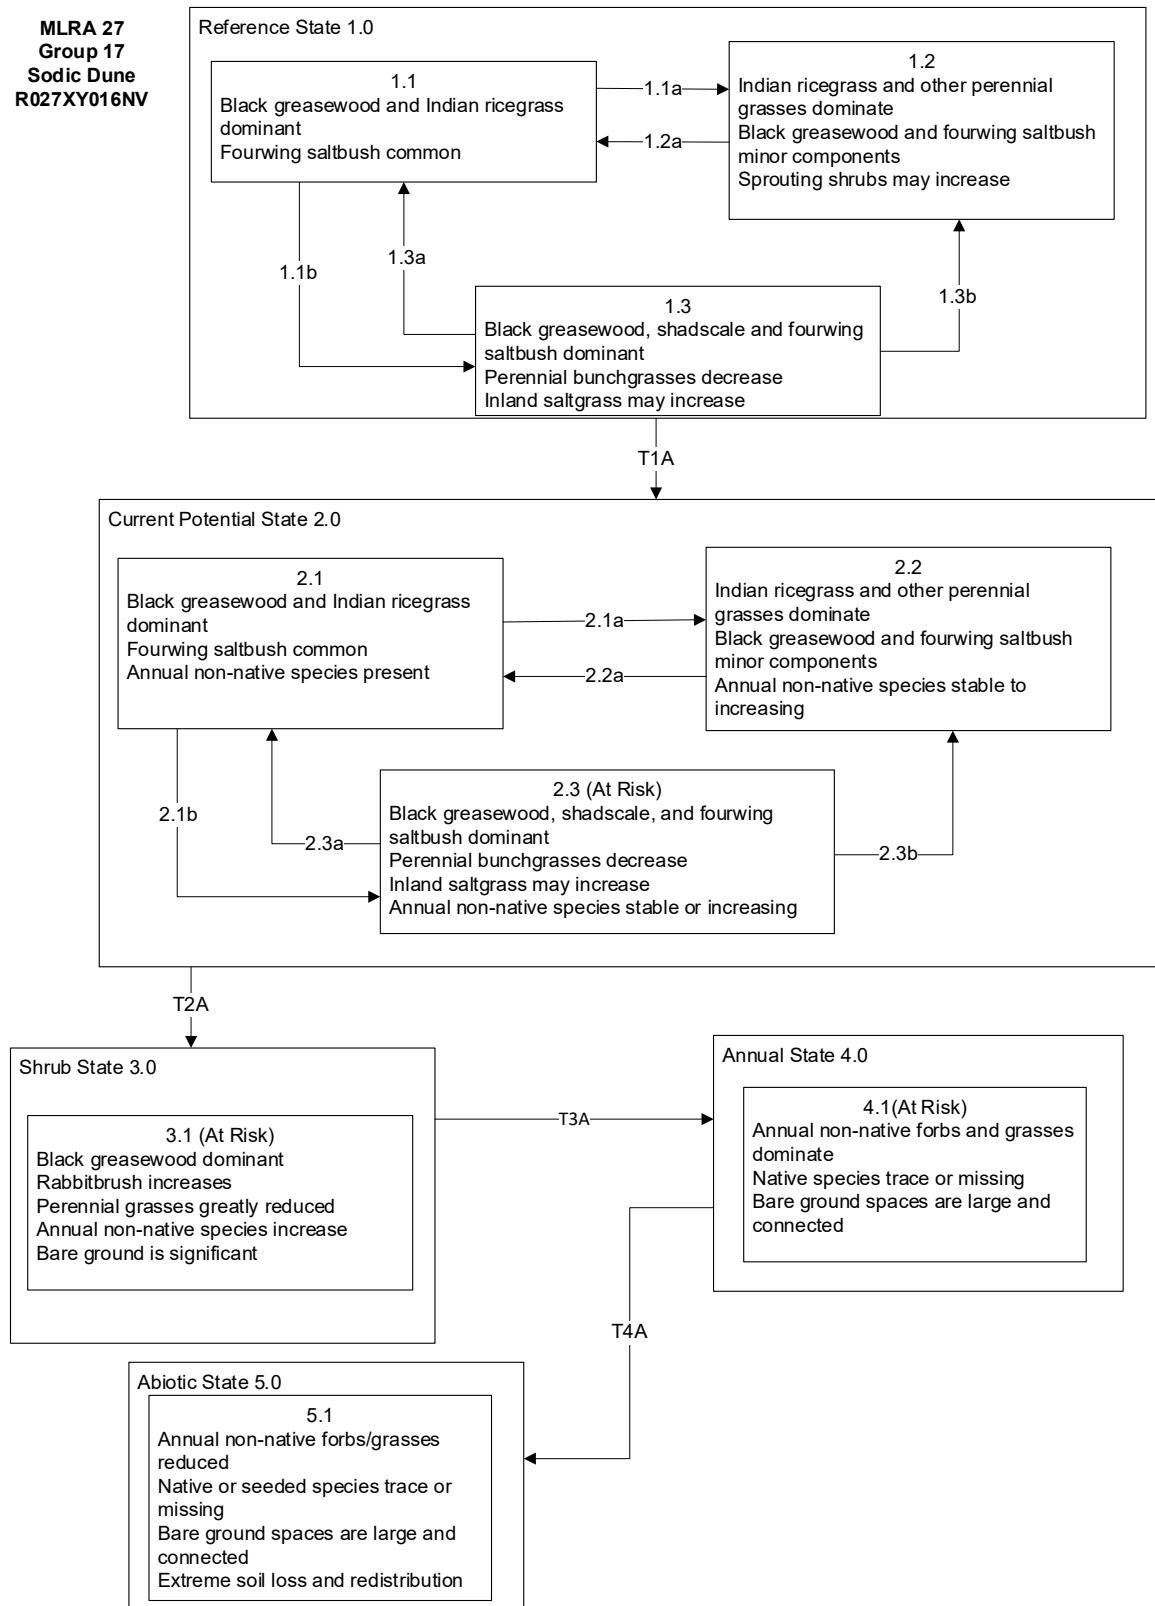 MLRA 27
Group 17
Sodic Dune
R027XY016NV
Reference State 1.0
1.1
Black greasewood and Indian ricegrass
dominant
Fourwing saltbush common
1.1a
1.2a
1.2
Indian ricegrass and other perennial
grasses dominate
Black greasewood and fourwing saltbush
minor components
Sprouting shrubs may increase
1.1b
1.3a
1.3b
1.3
Black greasewood, shadscale and fourwing
saltbush dominant
Perennial bunchgrasses decrease
Inland saltgrass may increase
T1A
Current Potential State 2.0
2.1
Black greasewood and Indian ricegrass
dominant
Fourwing saltbush common
Annual non-native species present
2.1a
2.2a
2.2
Indian ricegrass and other perennial
grasses dominate
Black greasewood and fourwing saltbush
minor components
Annual non-native species stable to
increasing
2.1b
2.3a
2.3b
2.3 (At Risk)
Black greasewood, shadscale, and fourwing
saltbush dominant
Perennial bunchgrasses decrease
Inland saltgrass may increase
Annual non-native species stable or increasing
T2A
Shrub State 3.0
3.1 (At Risk)
Black greasewood dominant
Rabbitbrush increases
Perennial grasses greatly reduced
Annual non-native species increase
Bare ground is significant
T3A
Annual State 4.0
4.1(At Risk)
Annual non-native forbs and grasses
dominate
Native species trace or missing
Bare ground spaces are large and
connected
T4A
Abiotic State 5.0
5.1
Annual non-native forbs/grasses
reduced
Native or seeded species trace or
missing
Bare ground spaces are large and
connected
Extreme soil loss and redistribution